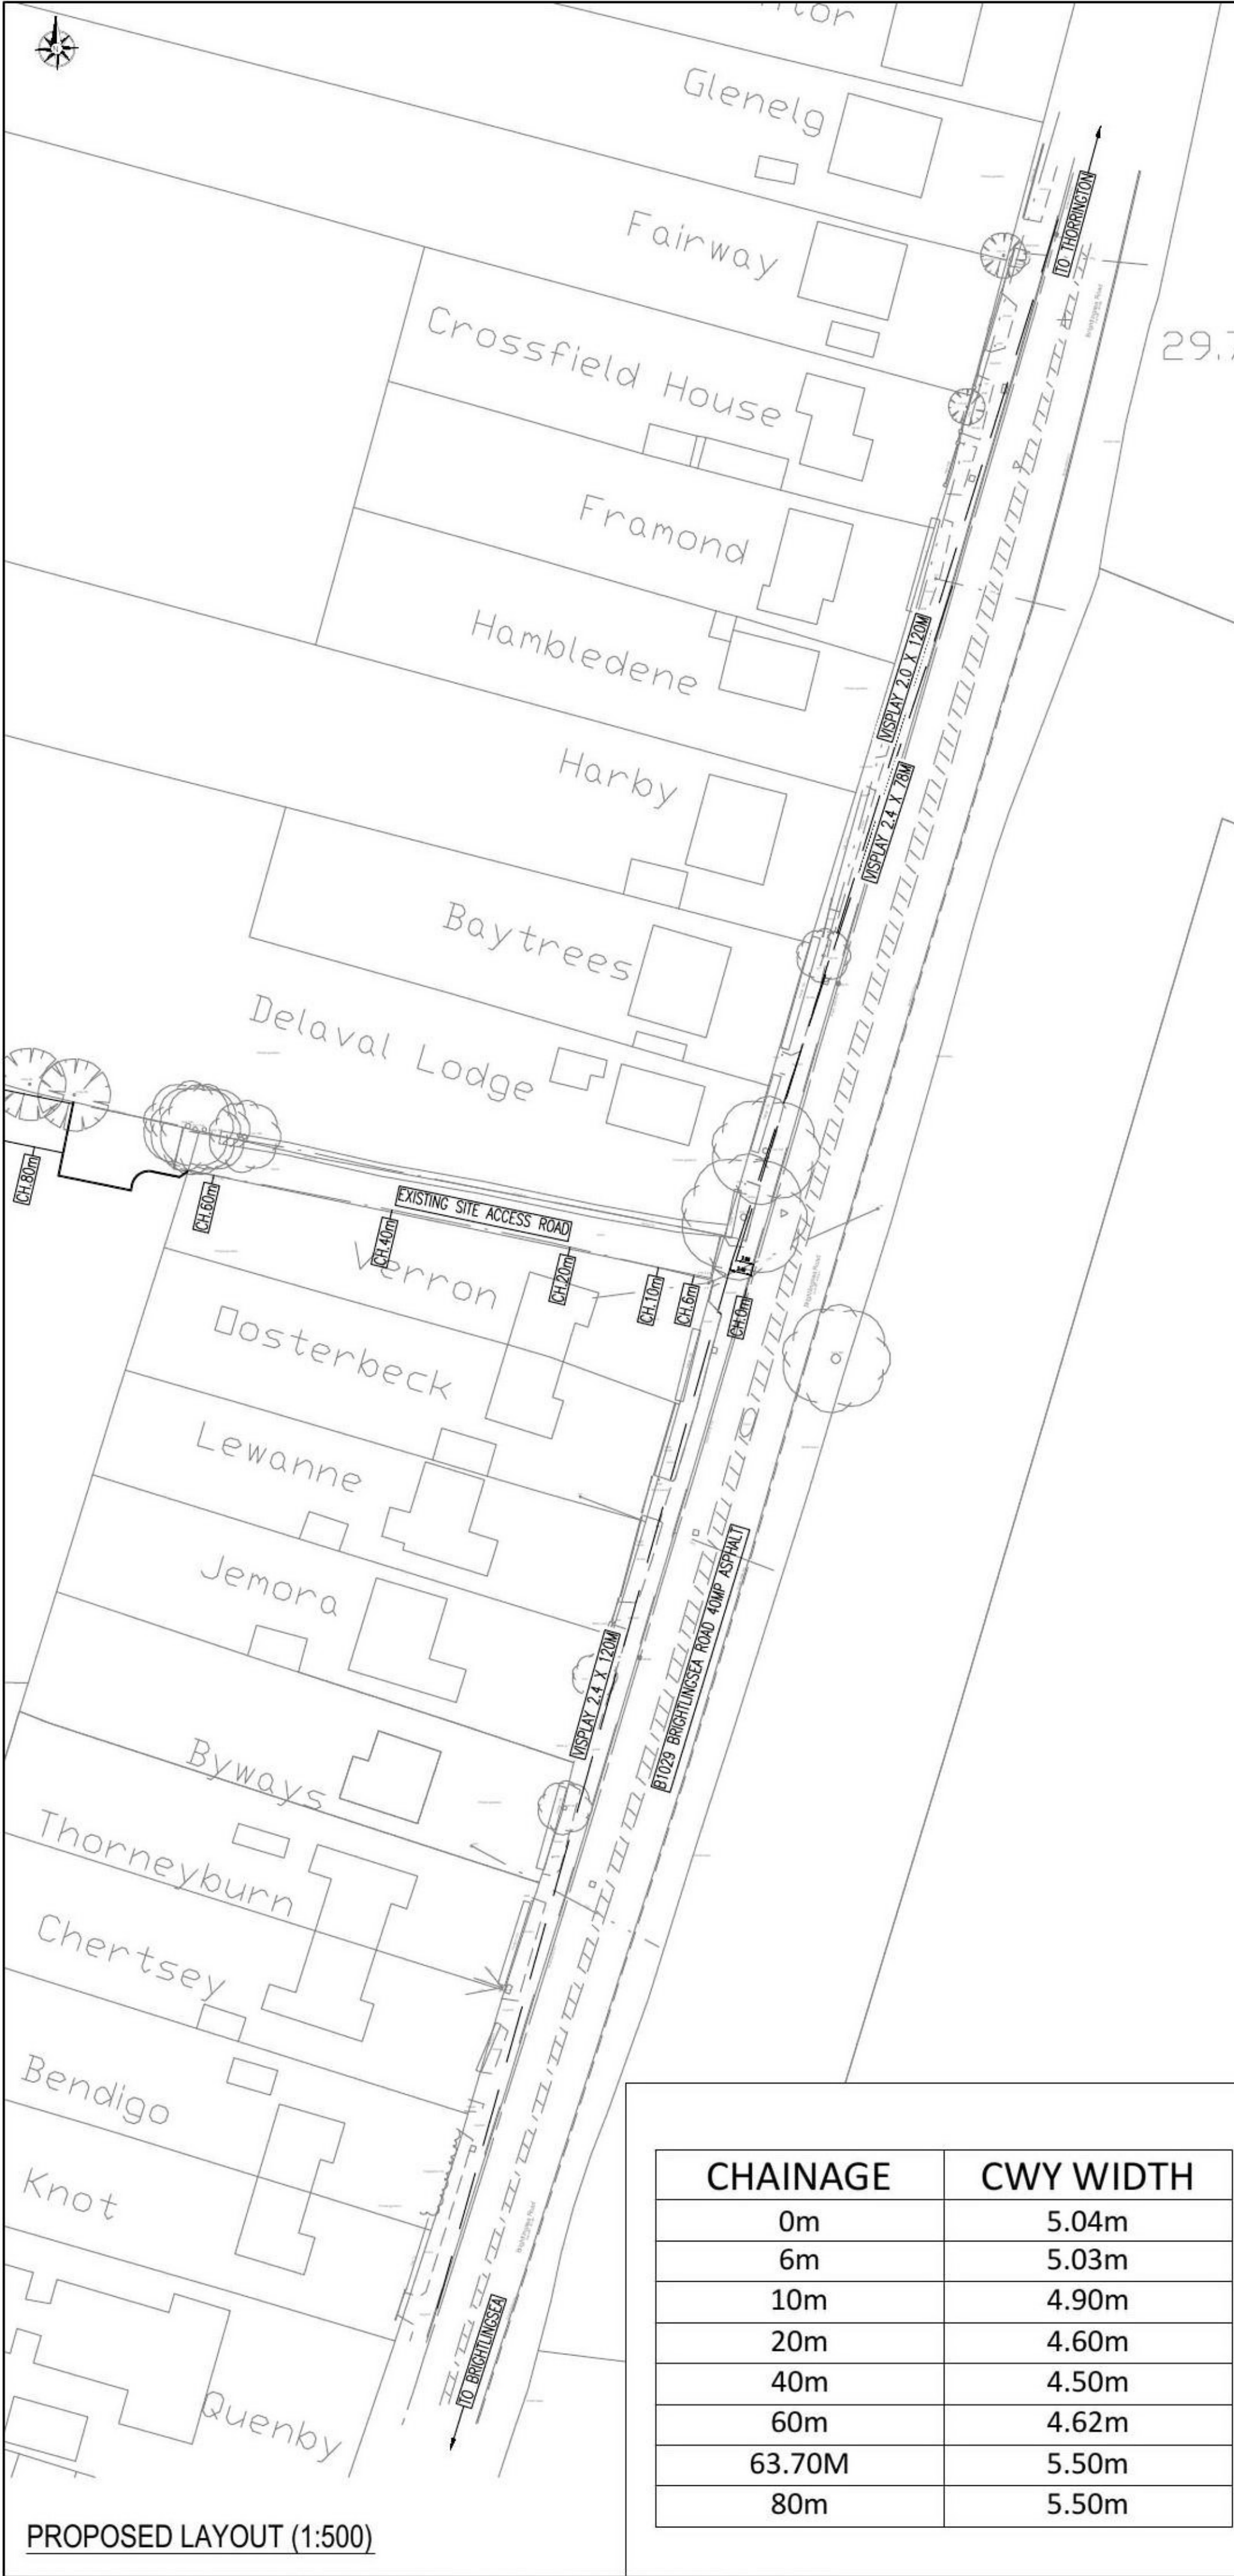 N
Glenelg
TO THORRINGTON
Fairway
Crossfield House
Framond
VISPLAY 2.0 X 120M
Hambledene
VISPLAY 2.4 X 78M
Harby
Baytrees
Delaval Lodge
CH.80m
CH.60m
EXISTING SITE ACCESS ROAD
CH.40m
CH.20m
CH.10m
CH.6m
CH.0m
Verron
Oosterbeck
Lewanne
Jemora
VISPLAY 2.4 X 120M
B1029 BRIGHTLINGSEA ROAD 40MP ASPHALT
Byways
Thorneyburn
Chertsey
Bendigo
Knot
TO BRIGHTLINGSEA
Quenby
CHAINAGE CWY WIDTH
0m 5.04m
6m 5.03m
10m 4.90m
20m 4.60m
40m 4.50m
60m 4.62m
63.70M 5.50m
80m 5.50m
PROPOSED LAYOUT (1:500)